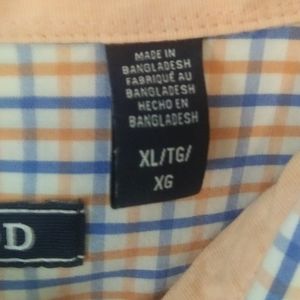 MADE IN
BANGLADESH
FABRIQUÉ AU
BANGLADESH
HECHO EN
BANGLADESH
XL/TG/
XG
D